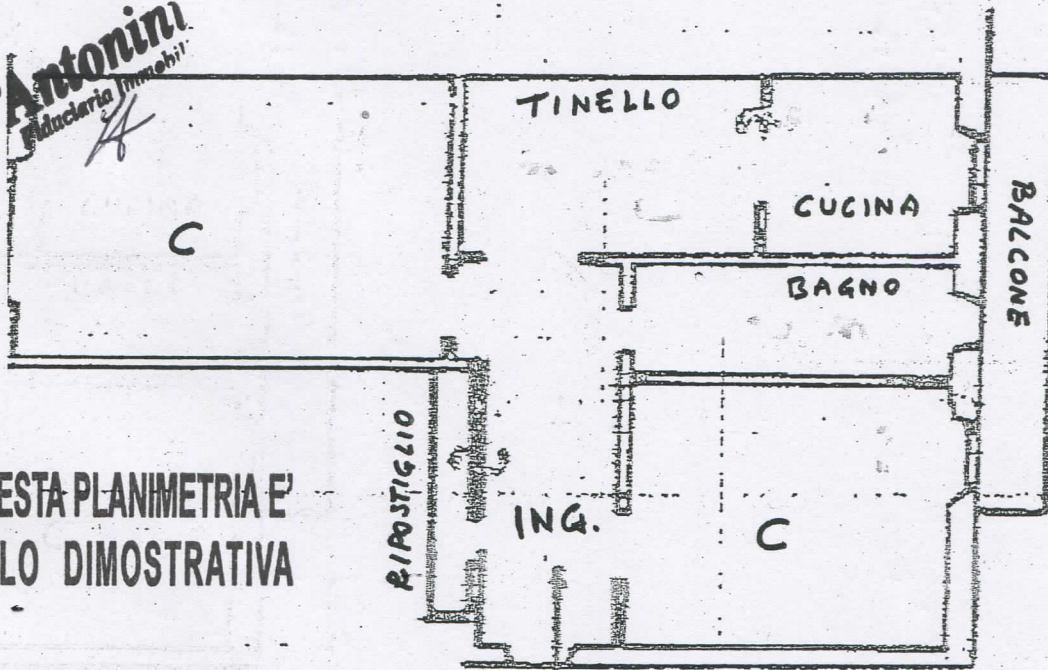 Antonini
Fiduciaria Immobil
TINELLO
C
CUCINA
BAGNO
BALCONE
RIPOSTIGLIO
ING.
C
ESTA PLANIMETRIA E'
LO DIMOSTRATIVA